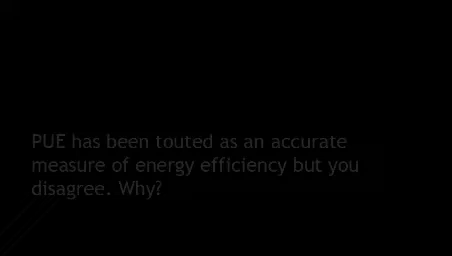 PUE has been touted as an accurate
measure of energy efficiency but you
disagree. Why?